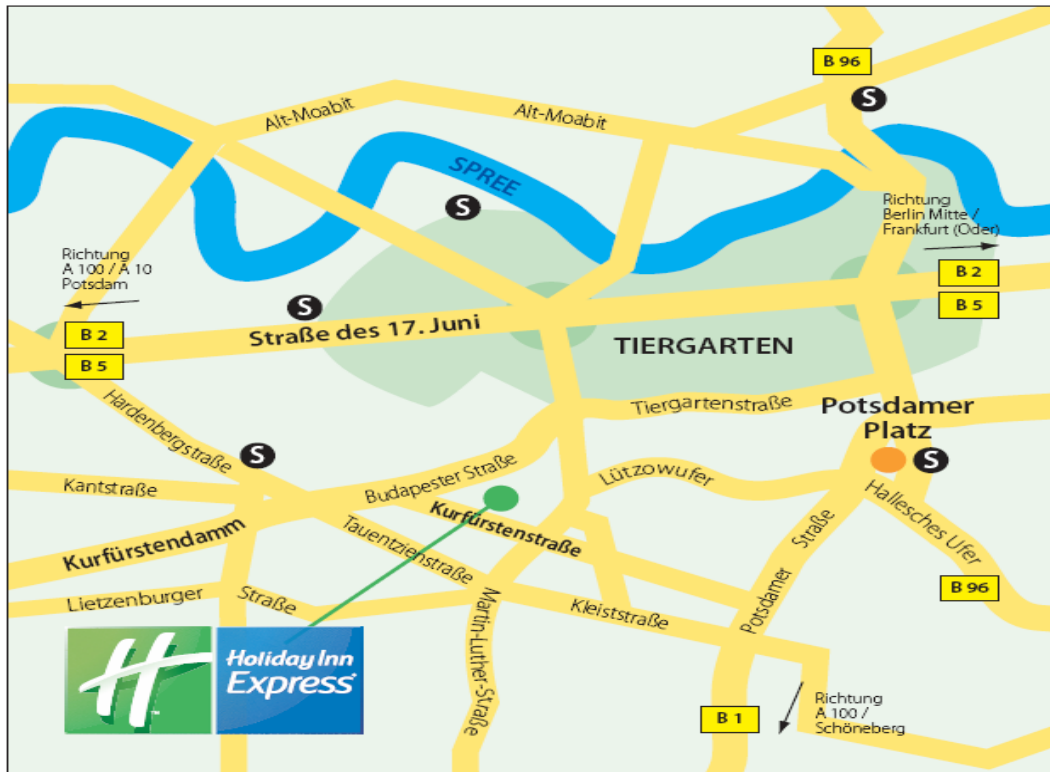 B 96
S
Alt-Moabit
Alt-Moabit
SPREE
S
Richtung
Berlin Mitte /
Frankfurt (Oder)
Richtung
A 100 / A 10
Potsdam
B 2
B 5
S
Straße des 17. Juni
B 2
B 5
TIERGARTEN
Hardenbergstraße
Tiergartenstraße
Potsdamer
Platz
S
S
Kantstraße
Budapester Straße
Lützowufer
Hallesches Ufer
Kurfürstendamm
Tauentzienstraße
Kurfürstenstraße
Potsdamer Straße
B 96
Lietzenburger Straße
Kleiststraße
Martin-Luther-Straße
H
TM
Holiday Inn
Express
B 1
Richtung
A 100 /
Schöneberg